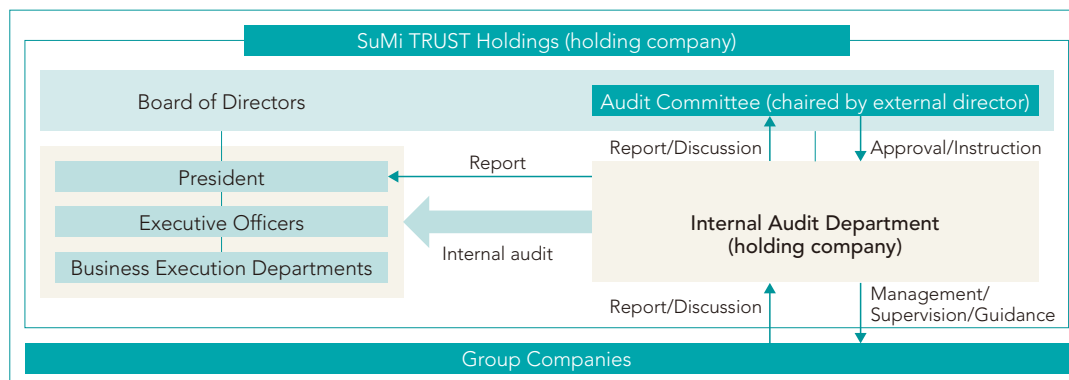 SuMi TRUST Holdings (holding company)
Board of Directors
Audit Committee (chaired by external director)
Report/Discussion
Approval/Instruction
Report
President
Executive Officers
Internal Audit Department
(holding company)
Internal audit
Business Execution Departments
Report/Discussion
Management/
Supervision/Guidance
Group Companies